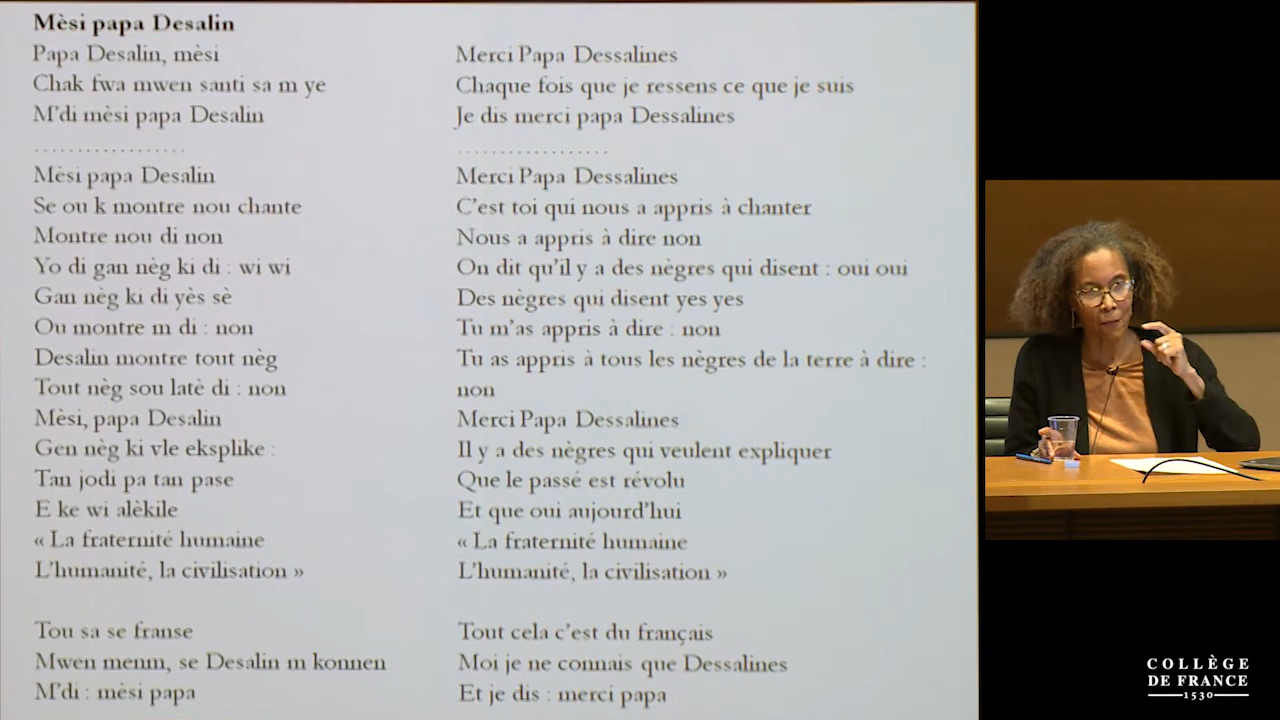 Mèsi papa Desalin
Papa Desalin, mèsi
Chak fwa mwen santi sa m ye
M'di mèsi papa Desalin
.................
Mèsi papa Desalin
Se ou k montre nou chante
Montre nou di non
Yo di gan nèg ki di : wi wi
Gan nèg ki di yès sè
Ou montre m di : non
Desalin montre tout nèg
Tout nèg sou latè di : non
Mèsi, papa Desalin
Gen nèg ki vle eksplike :
Tan jodi pa tan pase
E ke wi alèkile
« La fraternité humaine
L'humanité, la civilisation »
Tou sa se franse
Mwen menm, se Desalin m konnen
M'di : mèsi papa
Merci Papa Dessalines
Chaque fois que je ressens ce que je suis
Je dis merci papa Dessalines
.................
Merci Papa Dessalines
C'est toi qui nous a appris à chanter
Nous a appris à dire non
On dit qu'il y a des nègres qui disent : oui oui
Des nègres qui disent yes yes
Tu m'as appris à dire : non
Tu as appris à tous les nègres de la terre à dire :
non
Merci Papa Dessalines
Il y a des nègres qui veulent expliquer
Que le passé est révolu
Et que oui aujourd'hui
« La fraternité humaine
L'humanité, la civilisation »
Tout cela c'est du français
Moi je ne connais que Dessalines
Et je dis : merci papa
COLLÈGE
DE FRANCE
1530